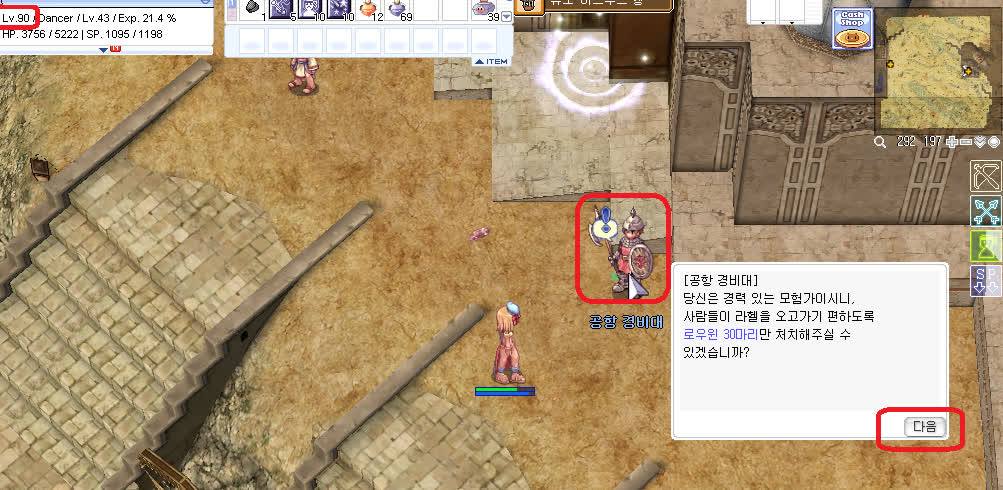 Lv.90 / Dancer / Lv.43 / Exp. 21.4 %
HP. 3756 / 5222 | SP. 1095 / 1198
1
1
5
10
10
12
69
39
ITEM
Cash
Shop
292 197
SP
공항 경비대
[공항 경비대]
당신은 경력 있는 모험가이시니,
사람들이 라헬을 오고가기 편하도록
로우윈 30마리만 처치해주실 수
있겠습니까?
다음